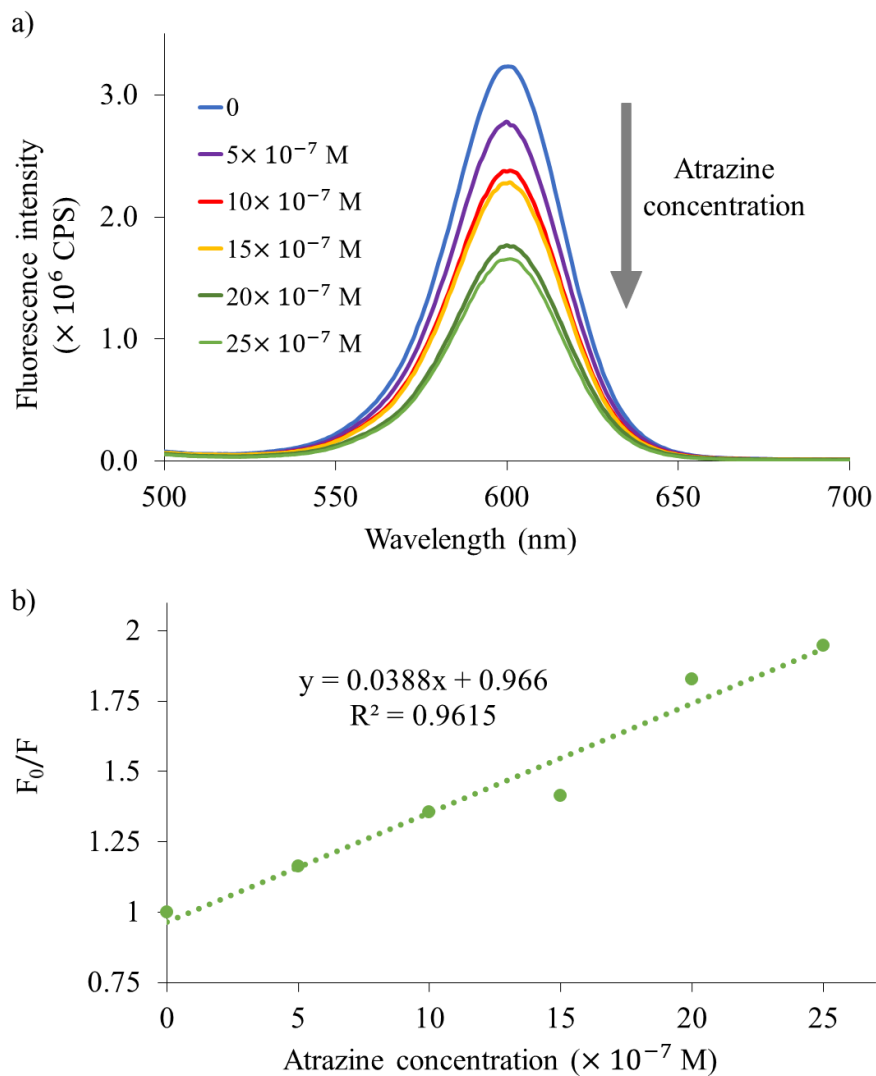 a)
Fluorescence intensity
(× 10⁶ CPS)
3.0
2.0
1.0
0.0
0
5× 10⁻⁷ M
10× 10⁻⁷ M
15× 10⁻⁷ M
20× 10⁻⁷ M
25× 10⁻⁷ M
Atrazine
concentration
500
550
600
650
700
Wavelength (nm)
b)
F₀/F
2
1.75
1.5
1.25
1
0.75
y = 0.0388x + 0.966
R² = 0.9615
0
5
10
15
20
25
Atrazine concentration (× 10⁻⁷ M)